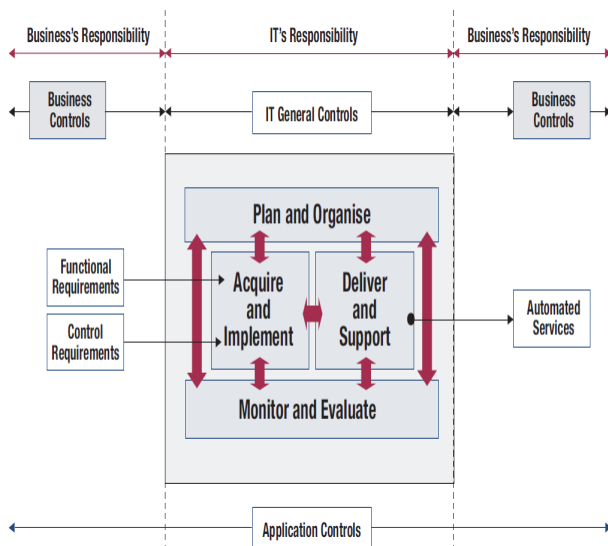 Business's Responsibility
IT's Responsibility
Business's Responsibility
Business
Controls
IT General Controls
Business
Controls
Plan and Organise
Functional
Requirements
Acquire
and
Implement
Deliver
and
Support
Automated
Services
Control
Requirements
Monitor and Evaluate
Application Controls